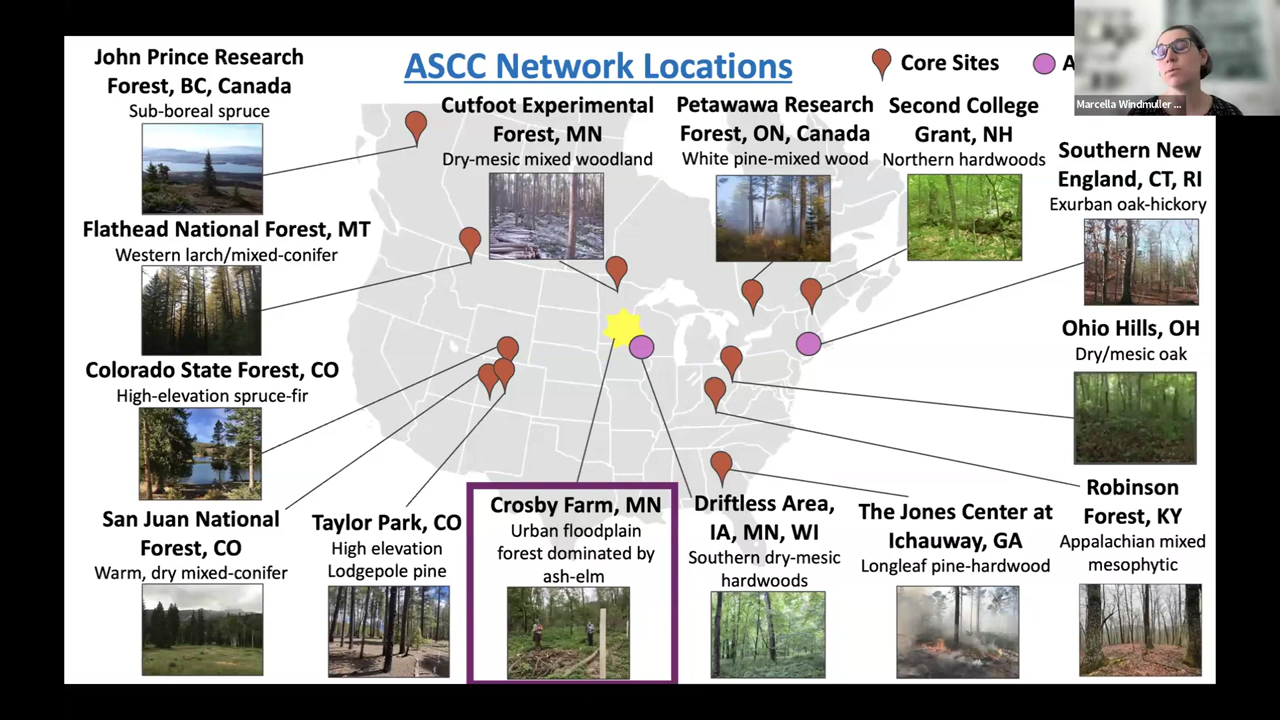 ASCC Network Locations
Core Sites
A
Marcella Windmuller ...
John Prince Research
Forest, BC, Canada
Sub-boreal spruce
Cutfoot Experimental
Forest, MN
Dry-mesic mixed woodland
Petawawa Research
Forest, ON, Canada
White pine-mixed wood
Second College
Grant, NH
Northern hardwoods
Southern New
England, CT, RI
Exurban oak-hickory
Flathead National Forest, MT
Western larch/mixed-conifer
Ohio Hills, OH
Dry/mesic oak
Colorado State Forest, CO
High-elevation spruce-fir
San Juan National
Forest, CO
Warm, dry mixed-conifer
Taylor Park, CO
High elevation
Lodgepole pine
Crosby Farm, MN
Urban floodplain
forest dominated by
ash-elm
Driftless Area,
IA, MN, WI
Southern dry-mesic
hardwoods
The Jones Center at
Ichauway, GA
Longleaf pine-hardwood
Robinson
Forest, KY
Appalachian mixed
mesophytic